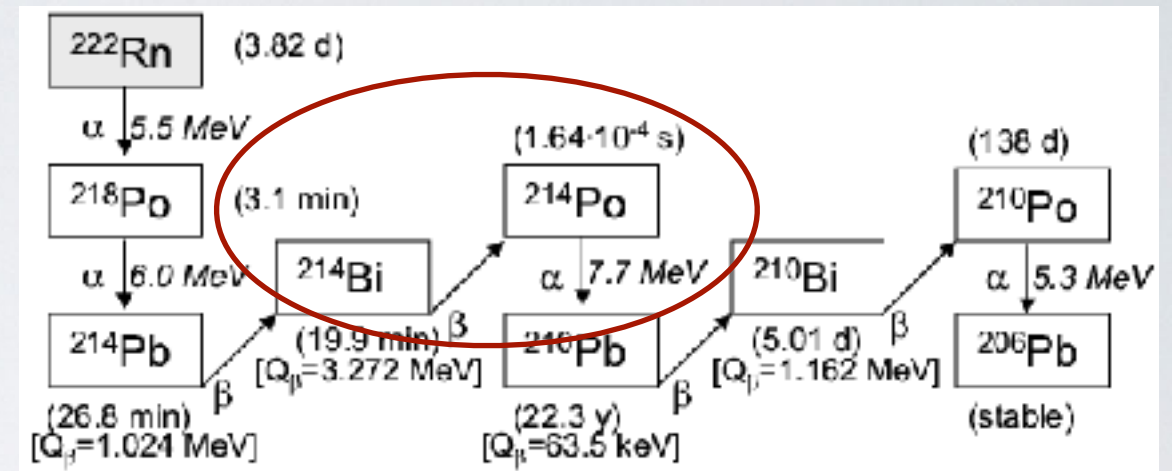 ²²²Rn (3.82 d)
α 5.5 MeV
(1.64·10⁻⁴ s)
(138 d)
²¹⁸Po (3.1 min)
²¹⁴Po
²¹⁰Po
α 6.0 MeV
²¹⁴Bi
α 7.7 MeV
²¹⁰Bi
α 5.3 MeV
²¹⁴Pb
β (19.9 min) β
[Qβ=3.272 MeV]
²¹⁰Pb
β (5.01 d) β
[Qβ=1.162 MeV]
²⁰⁶Pb
(26.8 min)
[Qβ=1.024 MeV]
(22.3 y)
[Qβ=63.5 keV]
(stable)